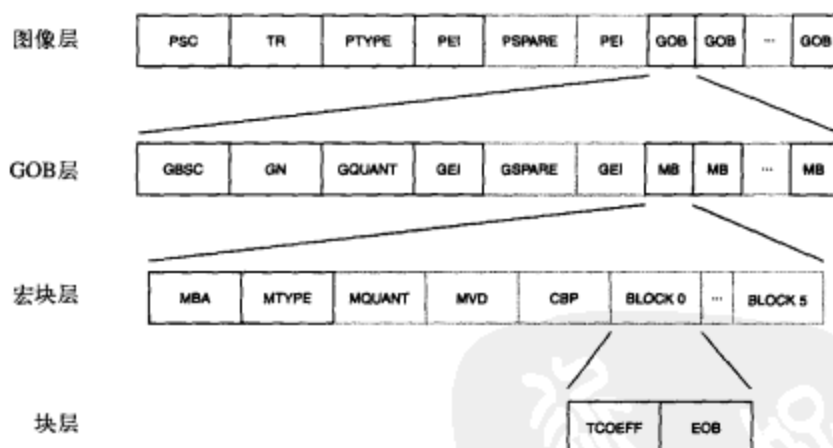 图像层 PSC TR PTYPE PEI PSPARE PEI GOB GOB ... GOB
GOB层 GBSC GN GQUANT GEI GSPARE GEI MB MB ... MB
宏块层 MBA MTYPE MQUANT MVD CBP BLOCK 0 ... BLOCK 5
块层 TCOEFF EOB